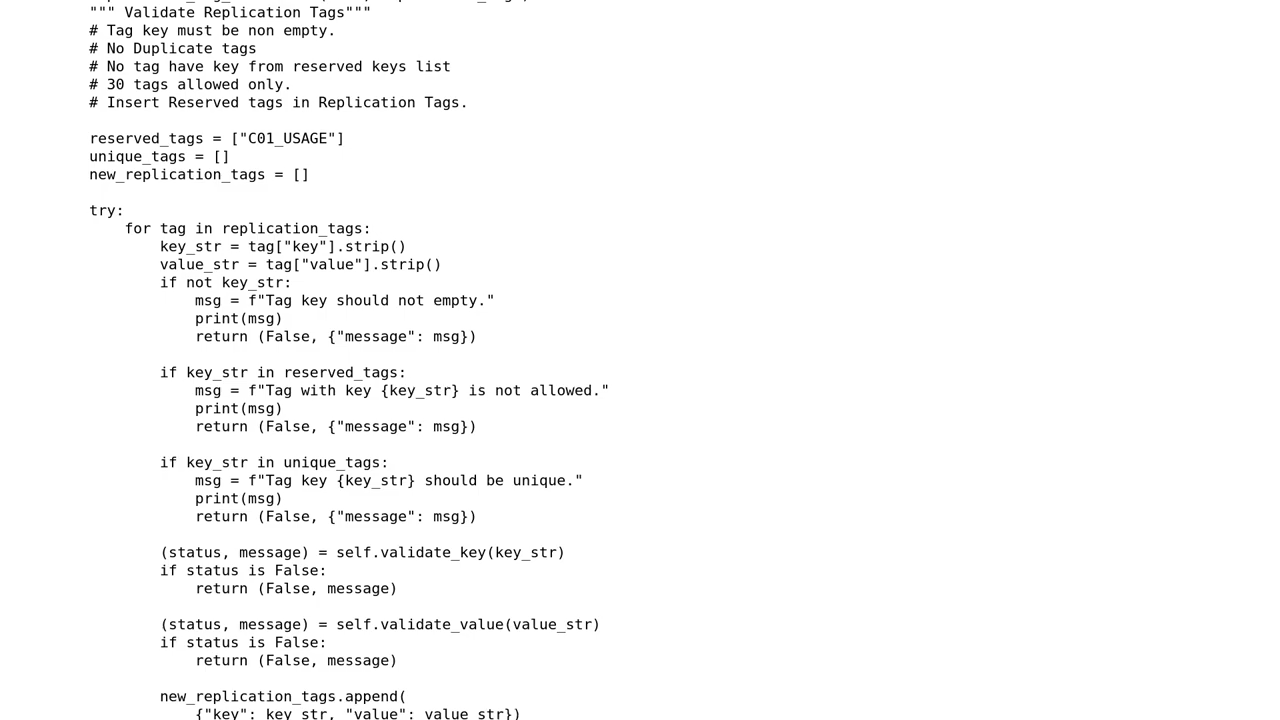 """ Validate Replication Tags"""
# Tag key must be non empty.
# No Duplicate tags
# No tag have key from reserved keys list
# 30 tags allowed only.
# Insert Reserved tags in Replication Tags.
reserved_tags = ["C01_USAGE"]
unique_tags = []
new_replication_tags = []
try:
for tag in replication_tags:
key_str = tag["key"].strip()
value_str = tag["value"].strip()
if not key_str:
msg = f"Tag key should not empty."
print(msg)
return (False, {"message": msg})
if key_str in reserved_tags:
msg = f"Tag with key {key_str} is not allowed."
print(msg)
return (False, {"message": msg})
if key_str in unique_tags:
msg = f"Tag key {key_str} should be unique."
print(msg)
return (False, {"message": msg})
(status, message) = self.validate_key(key_str)
if status is False:
return (False, message)
(status, message) = self.validate_value(value_str)
if status is False:
return (False, message)
new_replication_tags.append(
{"key": key_str, "value": value_str})